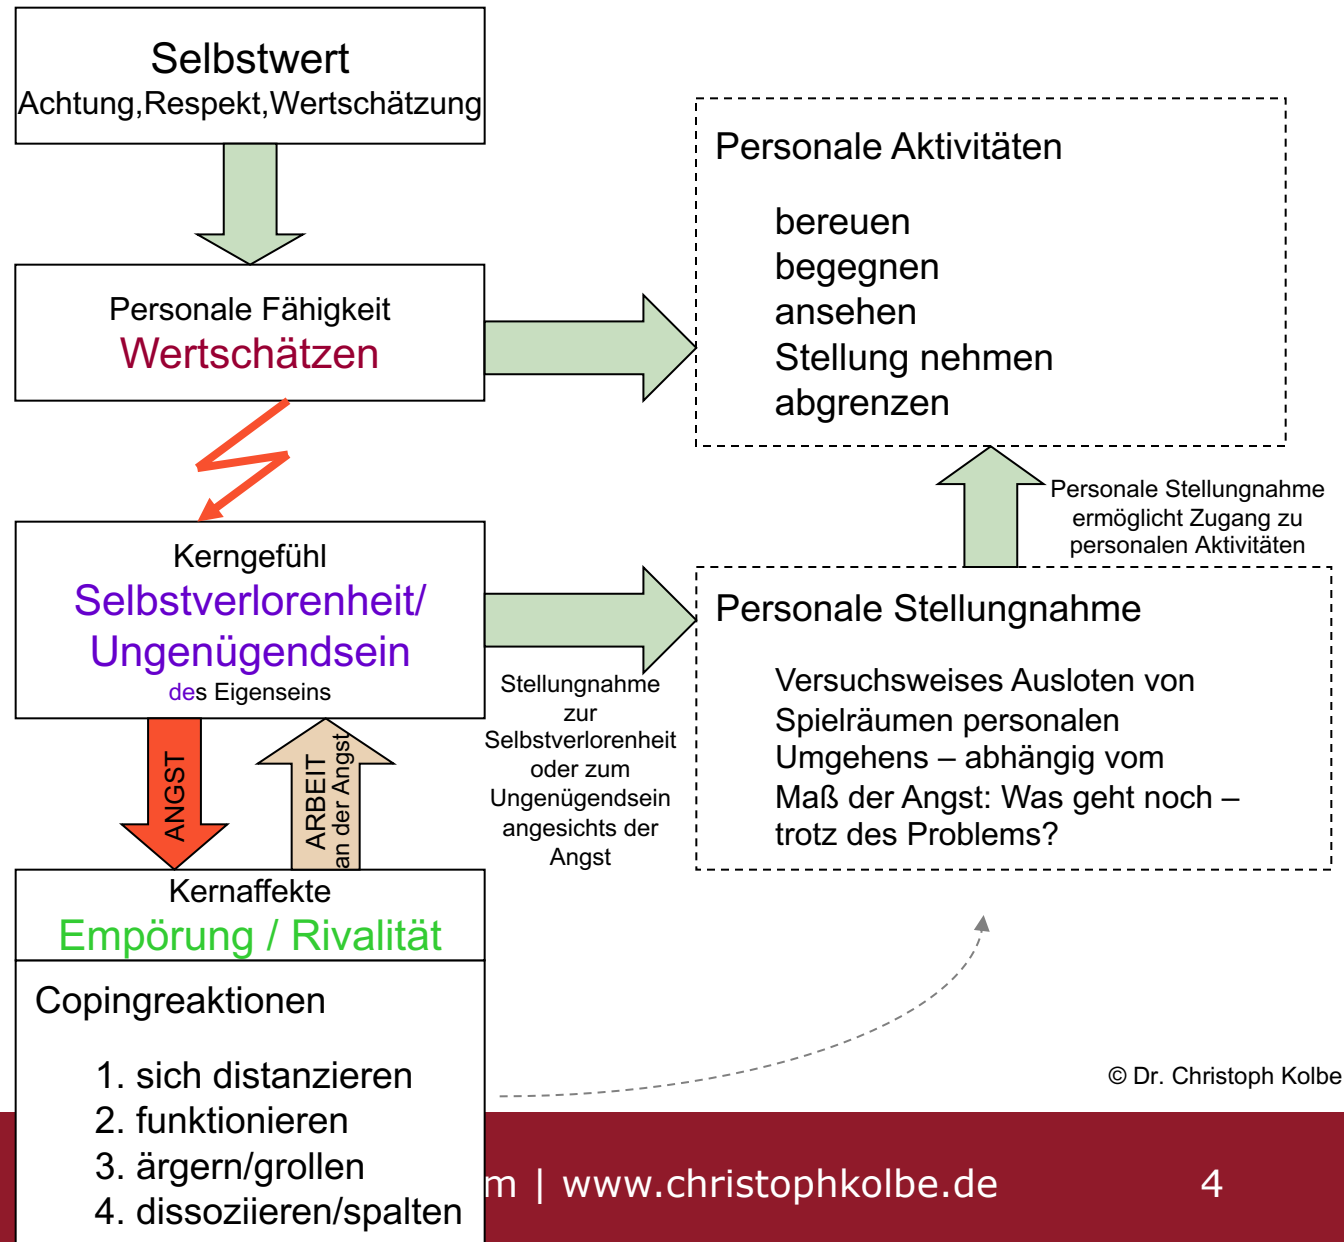 Selbstwert
Achtung,Respekt,Wertschätzung
Personale Fähigkeit
Wertschätzen
Personale Aktivitäten
bereuen
begegnen
ansehen
Stellung nehmen
abgrenzen
Personale Stellungnahme
ermöglicht Zugang zu
personalen Aktivitäten
Kerngefühl
Selbstverlorenheit/
Ungenügendsein
des Eigenseins
Stellungnahme
zur
Selbstverlorenheit
oder zum
Ungenügendsein
angesichts der
Angst
Personale Stellungnahme
Versuchsweises Ausloten von
Spielräumen personalen
Umgehens – abhängig vom
Maß der Angst: Was geht noch –
trotz des Problems?
ANGST
ARBEIT
an der Angst
Kernaffekte
Empörung / Rivalität
Copingreaktionen
1. sich distanzieren
2. funktionieren
3. ärgern/grollen
4. dissoziieren/spalten
© Dr. Christoph Kolbe
m | www.christophkolbe.de
4